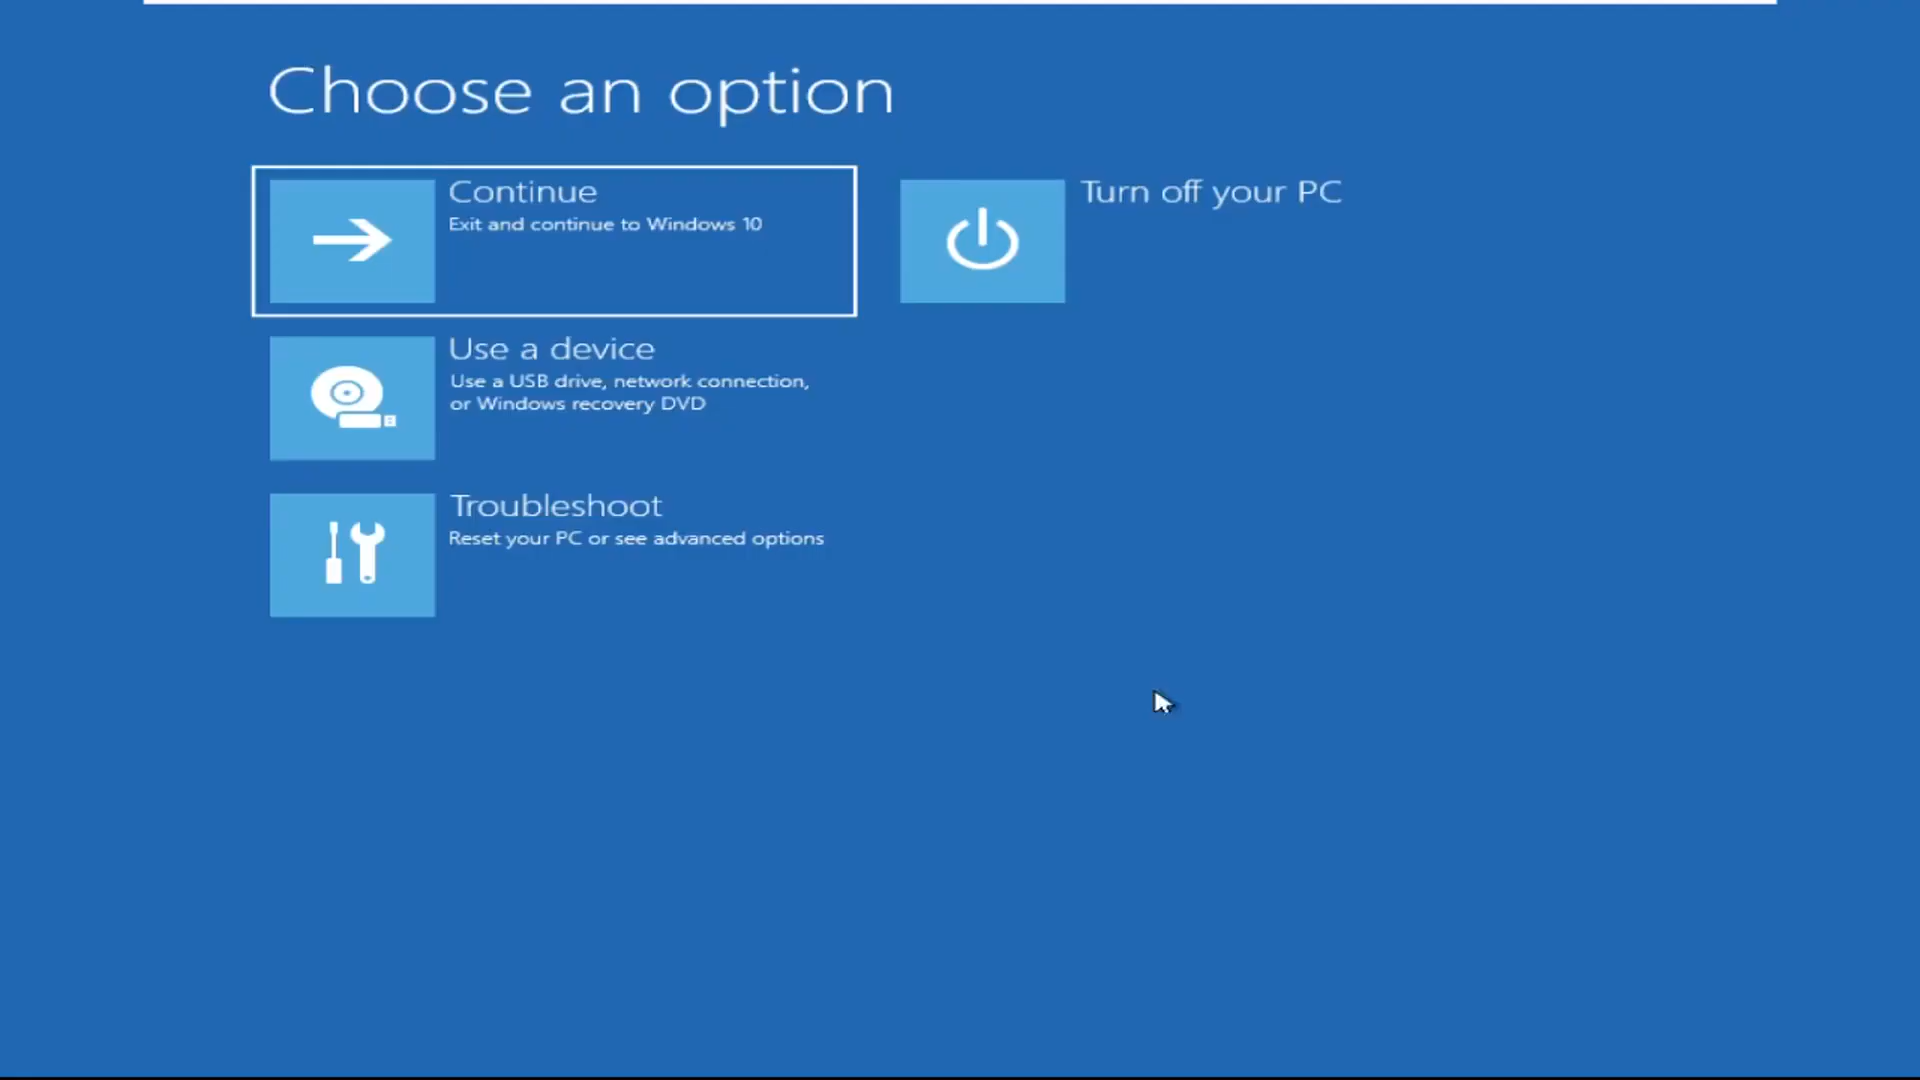 Choose an option
Continue
Exit and continue to Windows 10
Turn off your PC
Use a device
Use a USB drive, network connection,
or Windows recovery DVD
Troubleshoot
Reset your PC or see advanced options